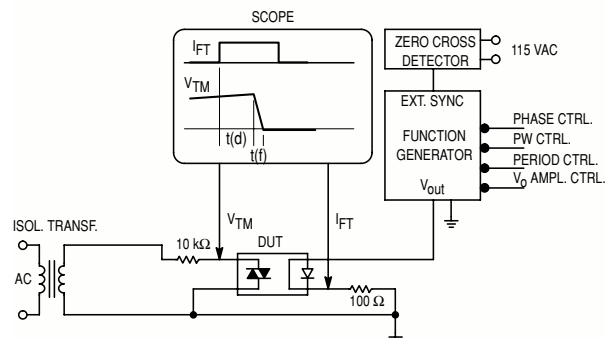 SCOPE
I_FT
V_TM
t(d)
t(f)
ZERO CROSS
DETECTOR
115 VAC
EXT. SYNC
FUNCTION
GENERATOR
V_out
PHASE CTRL.
PW CTRL.
PERIOD CTRL.
V_o AMPL. CTRL.
ISOL. TRANSF.
AC
10 kΩ
V_TM
DUT
I_FT
100 Ω